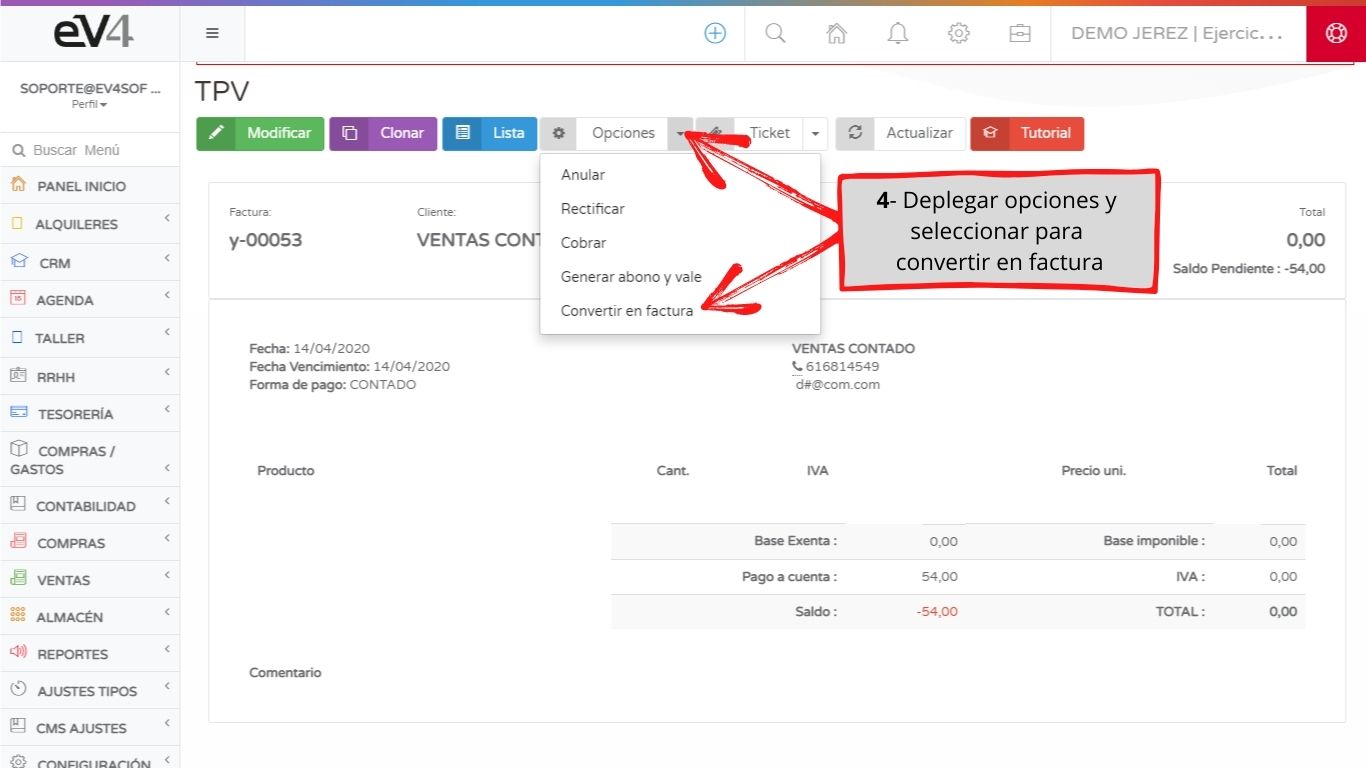 eV4
DEMO JEREZ | Ejercic...
SOPORTE@EV4SOF ...
Perfil
Buscar Menú
PANEL INICIO
ALQUILERES
CRM
AGENDA
TALLER
RRHH
TESORERÍA
COMPRAS /
GASTOS
CONTABILIDAD
COMPRAS
VENTAS
ALMACÉN
REPORTES
AJUSTES TIPOS
CMS AJUSTES
CONFIGURACIÓN
TPV
Modificar Clonar Lista Opciones Ticket Actualizar Tutorial
Anular
Rectificar
Cobrar
Generar abono y vale
Convertir en factura
4- Deplegar opciones y
seleccionar para
convertir en factura
Factura: Cliente: Total
y-00053 VENTAS CONT 0,00
Saldo Pendiente : -54,00
Fecha: 14/04/2020
Fecha Vencimiento: 14/04/2020
Forma de pago: CONTADO
VENTAS CONTADO
616814549
d#@com.com
Producto Cant. IVA Precio uni. Total
Base Exenta : 0,00 Base imponible : 0,00
Pago a cuenta : 54,00 IVA : 0,00
Saldo : -54,00 TOTAL : 0,00
Comentario